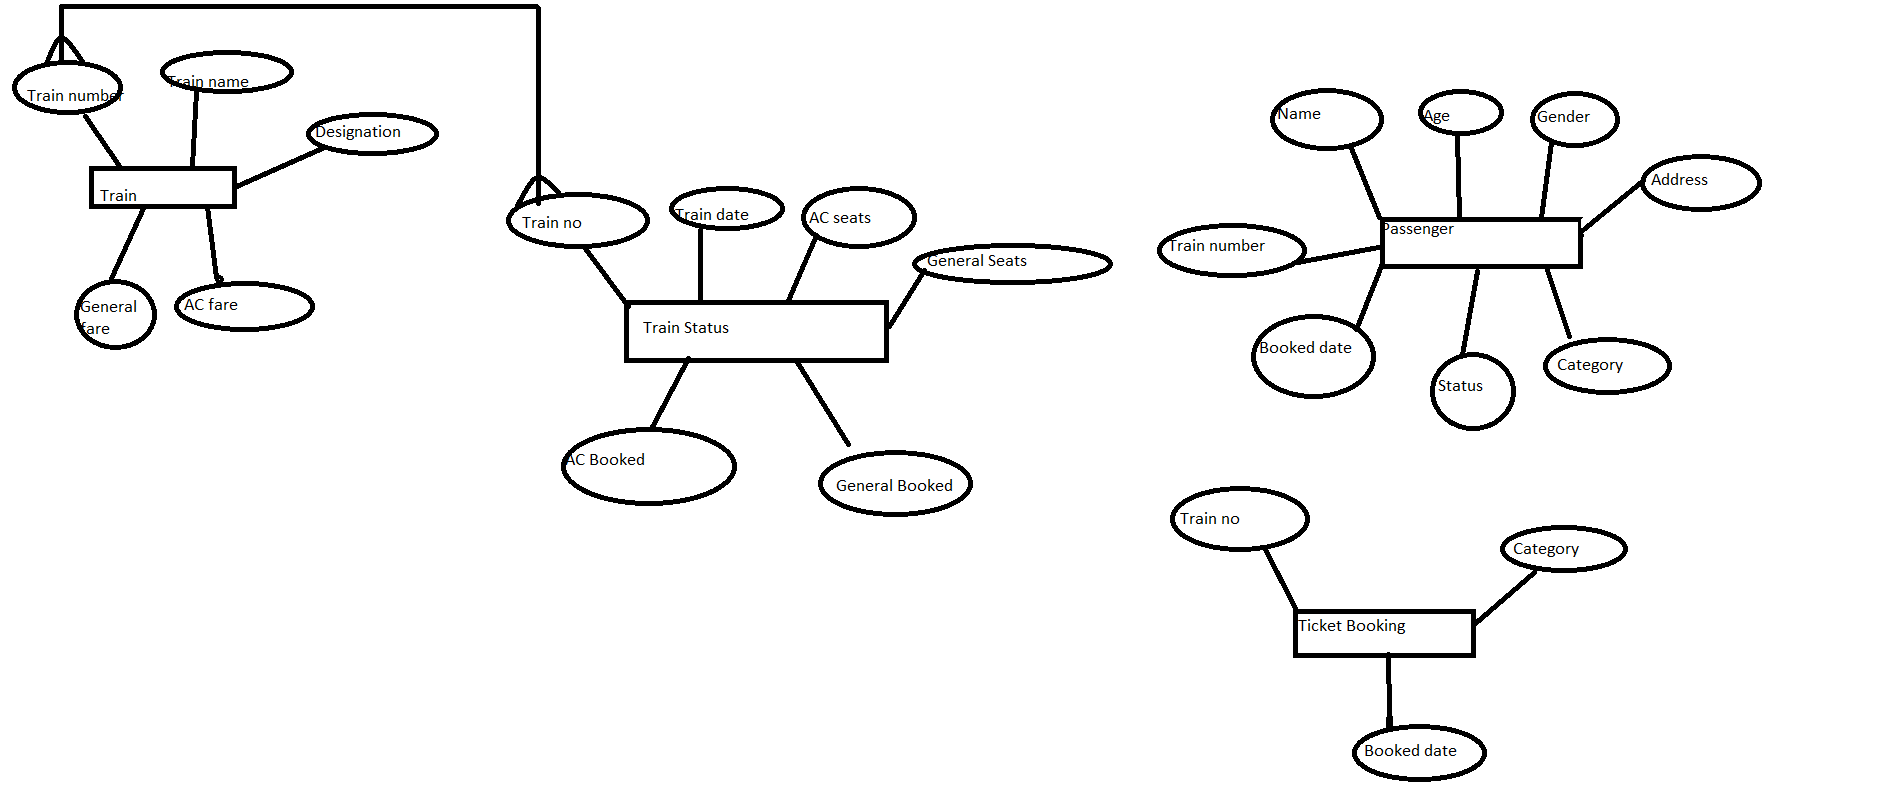 Train number
Train name
Designation
Train
General
fare
AC fare
Train no
Train date
AC seats
General Seats
Train Status
AC Booked
General Booked
Name
Age
Gender
Address
Passenger
Train number
Booked date
Status
Category
Train no
Category
Ticket Booking
Booked date